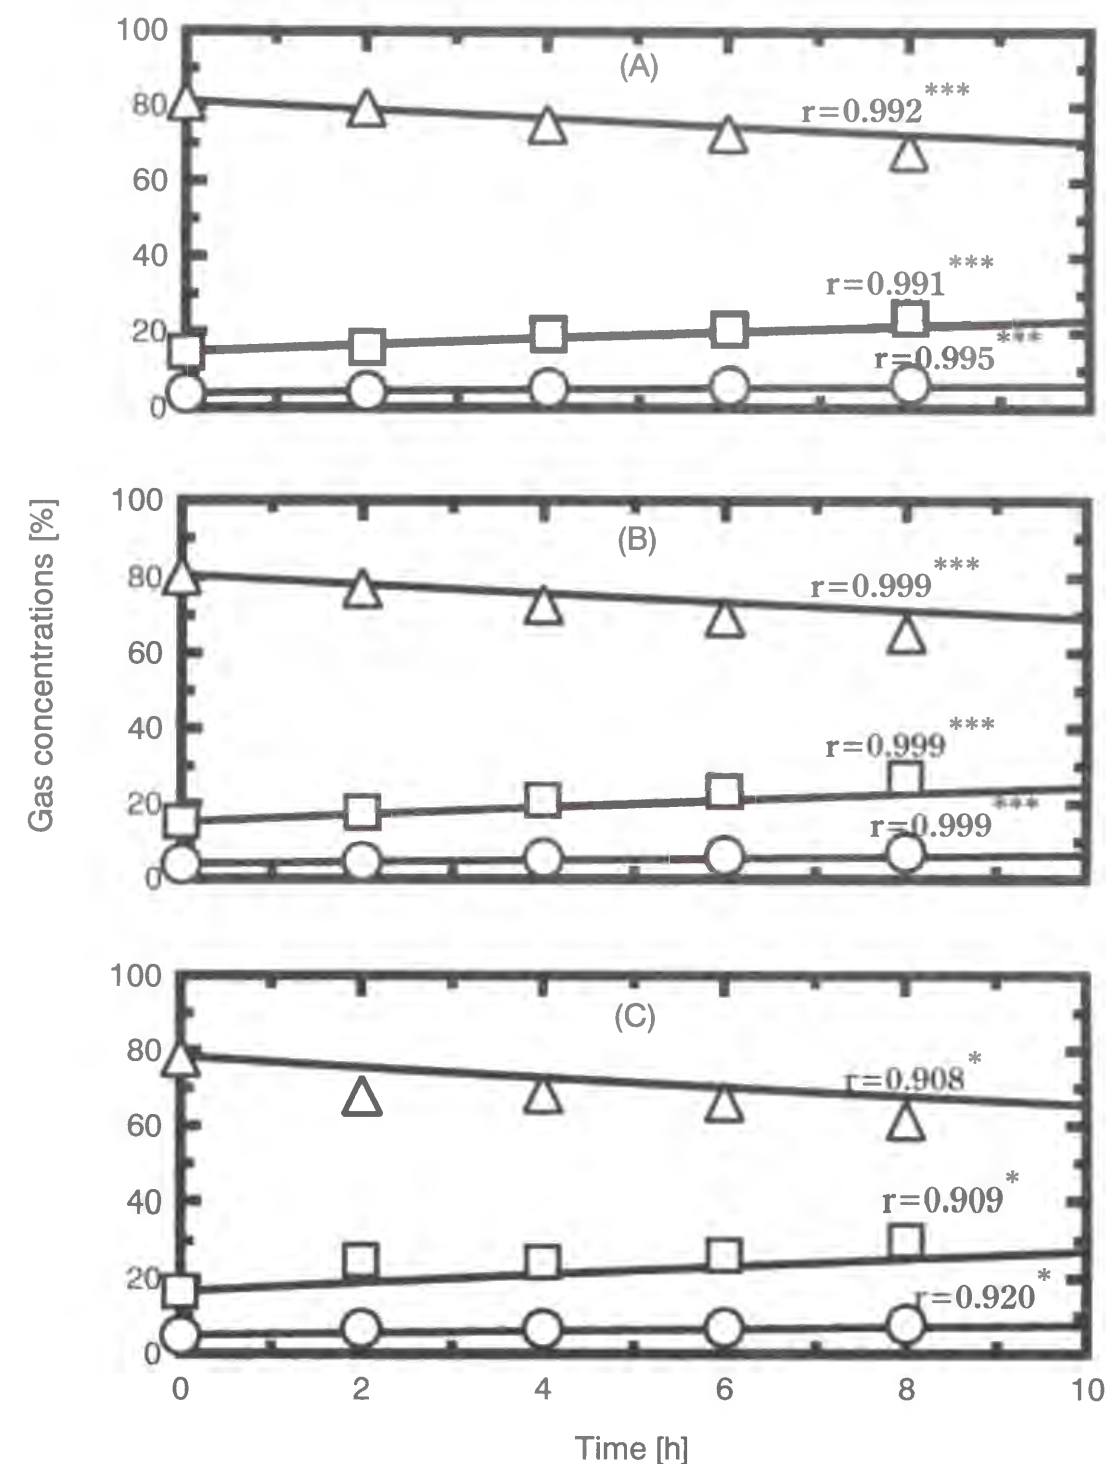 Gas concentrations [%]
100
(A)
r=0.992***
80
60
40
r=0.991***
20
r=0.995***
0
100
(B)
80
r=0.999***
60
40
r=0.999***
20
r=0.999***
0
100
(C)
80
r=0.908*
60
40
r=0.909*
20
r=0.920*
0
0 2 4 6 8 10
Time [h]